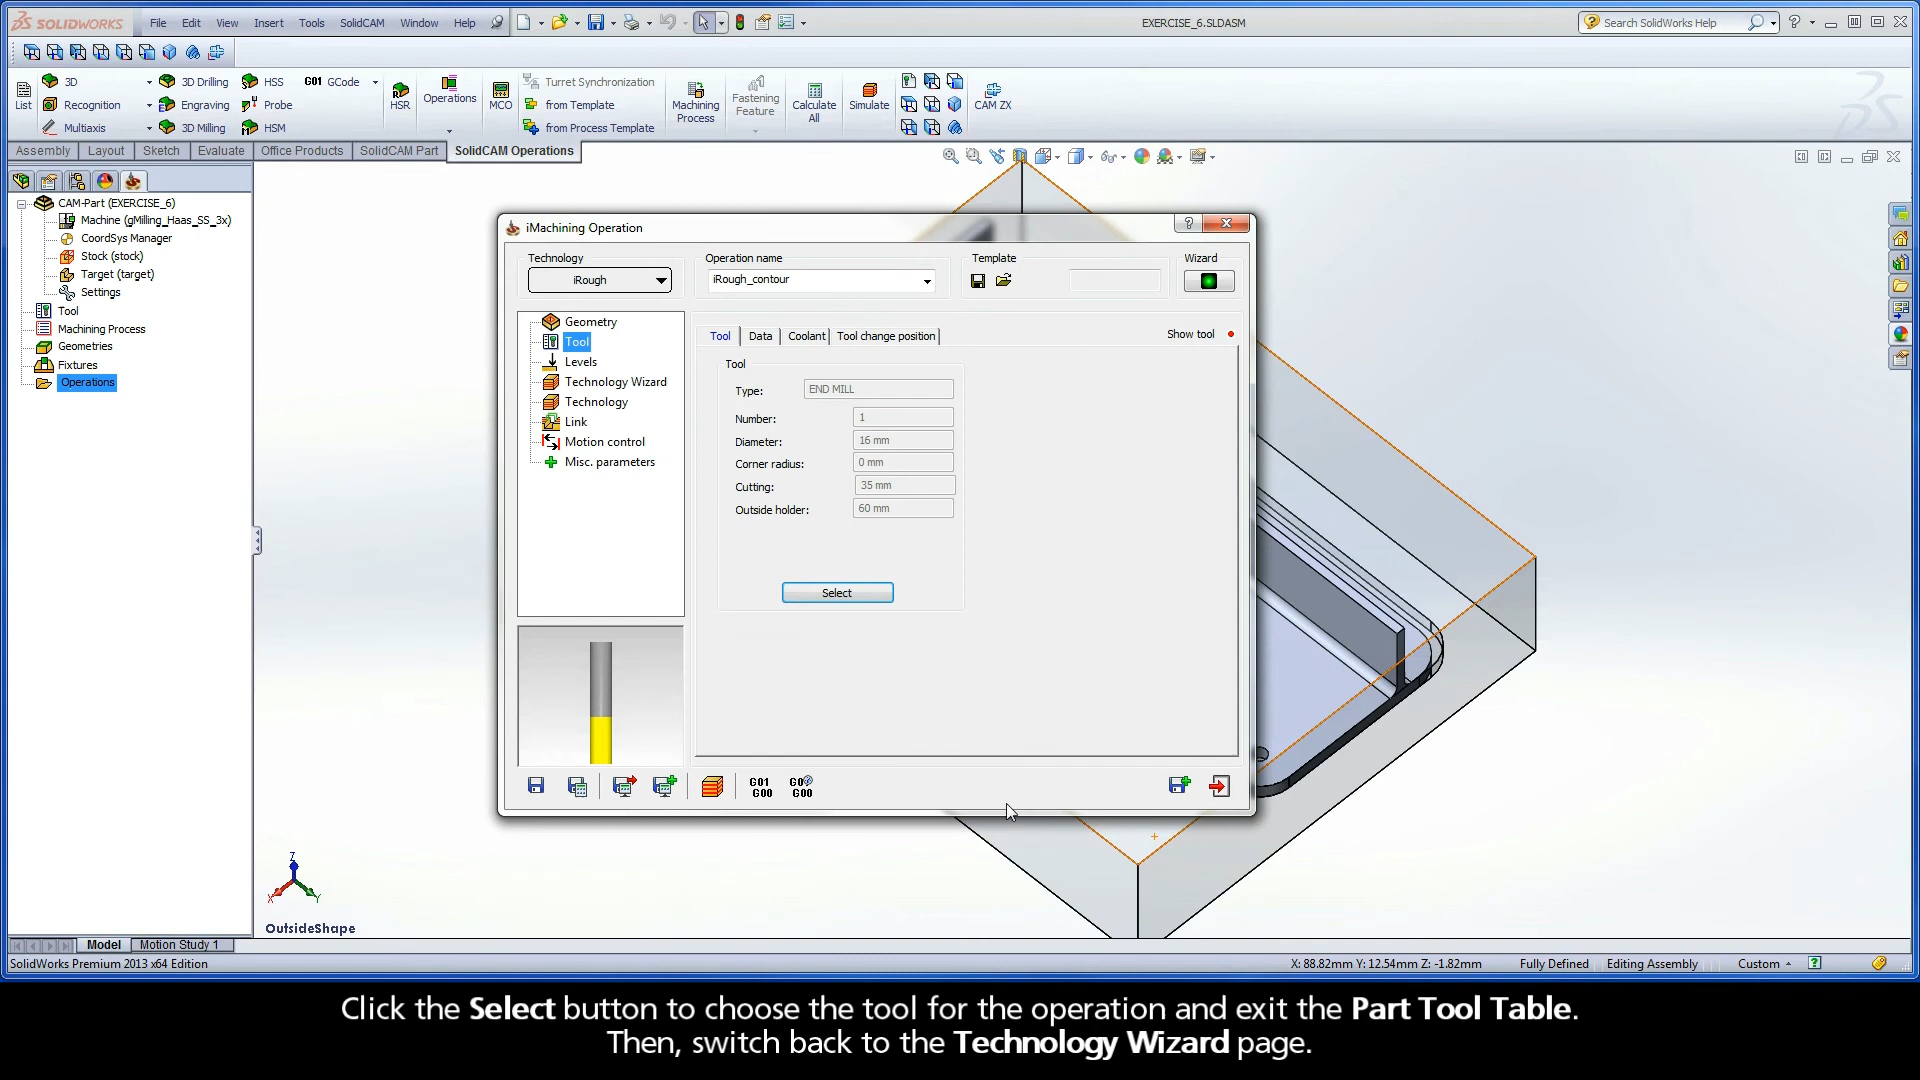 SOLIDWORKS File Edit View Insert Tools SolidCAM Window Help EXERCISE_6.SLDASM Search SolidWorks Help
3D 3D Drilling HSS G01 GCode Turret Synchronization
List Recognition Engraving Probe HSR Operations MCO from Template Machining Process Fastening Feature Calculate All Simulate CAM ZX
Multiaxis 3D Milling HSM from Process Template
Assembly Layout Sketch Evaluate Office Products SolidCAM Part SolidCAM Operations
CAM-Part (EXERCISE_6)
Machine (gMilling_Haas_SS_3x)
CoordSys Manager
Stock (stock)
Target (target)
Settings
Tool
Machining Process
Geometries
Fixtures
Operations
iMachining Operation
Technology Operation name Template Wizard
iRough iRough_contour
Geometry
Tool
Levels
Technology Wizard
Technology
Link
Motion control
Misc. parameters
Tool Data Coolant Tool change position Show tool
Tool
Type: END MILL
Number: 1
Diameter: 16 mm
Corner radius: 0 mm
Cutting: 35 mm
Outside holder: 60 mm
Select
G01 G00
G00
Z
X Y
OutsideShape
Model Motion Study 1
SolidWorks Premium 2013 x64 Edition X: 88.82mm Y: 12.54mm Z: -1.82mm Fully Defined Editing Assembly Custom
Click the Select button to choose the tool for the operation and exit the Part Tool Table.
Then, switch back to the Technology Wizard page.